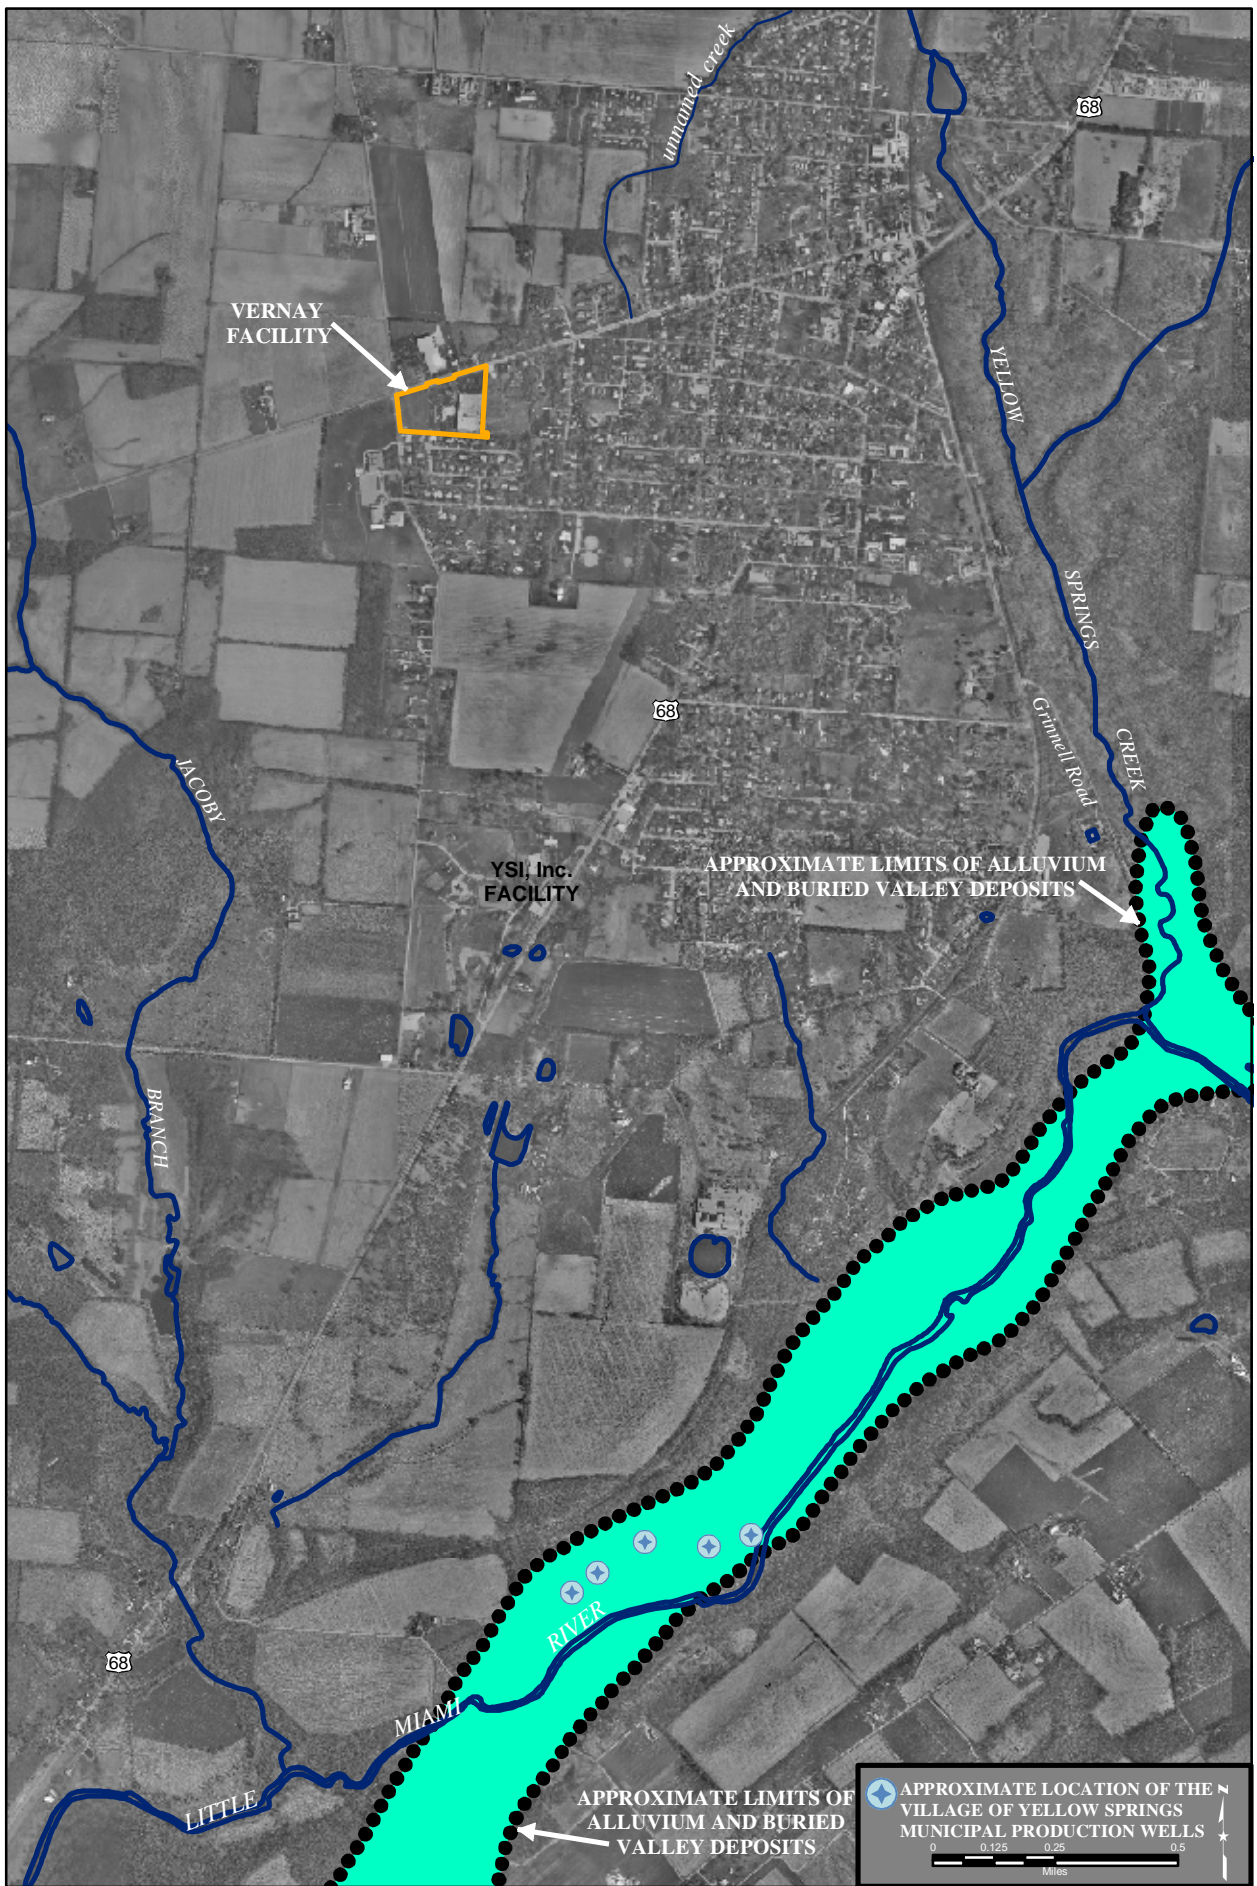 unnamed creek
68
VERNAY
FACILITY
YELLOW
SPRINGS
CREEK
Grinnell Road
68
JACOBY
BRANCH
YSI, Inc.
FACILITY
APPROXIMATE LIMITS OF ALLUVIUM
AND BURIED VALLEY DEPOSITS
RIVER
MIAMI
LITTLE
68
APPROXIMATE LIMITS OF
ALLUVIUM AND BURIED
VALLEY DEPOSITS
APPROXIMATE LOCATION OF THE
VILLAGE OF YELLOW SPRINGS
MUNICIPAL PRODUCTION WELLS
N
0 0.125 0.25 0.5
Miles